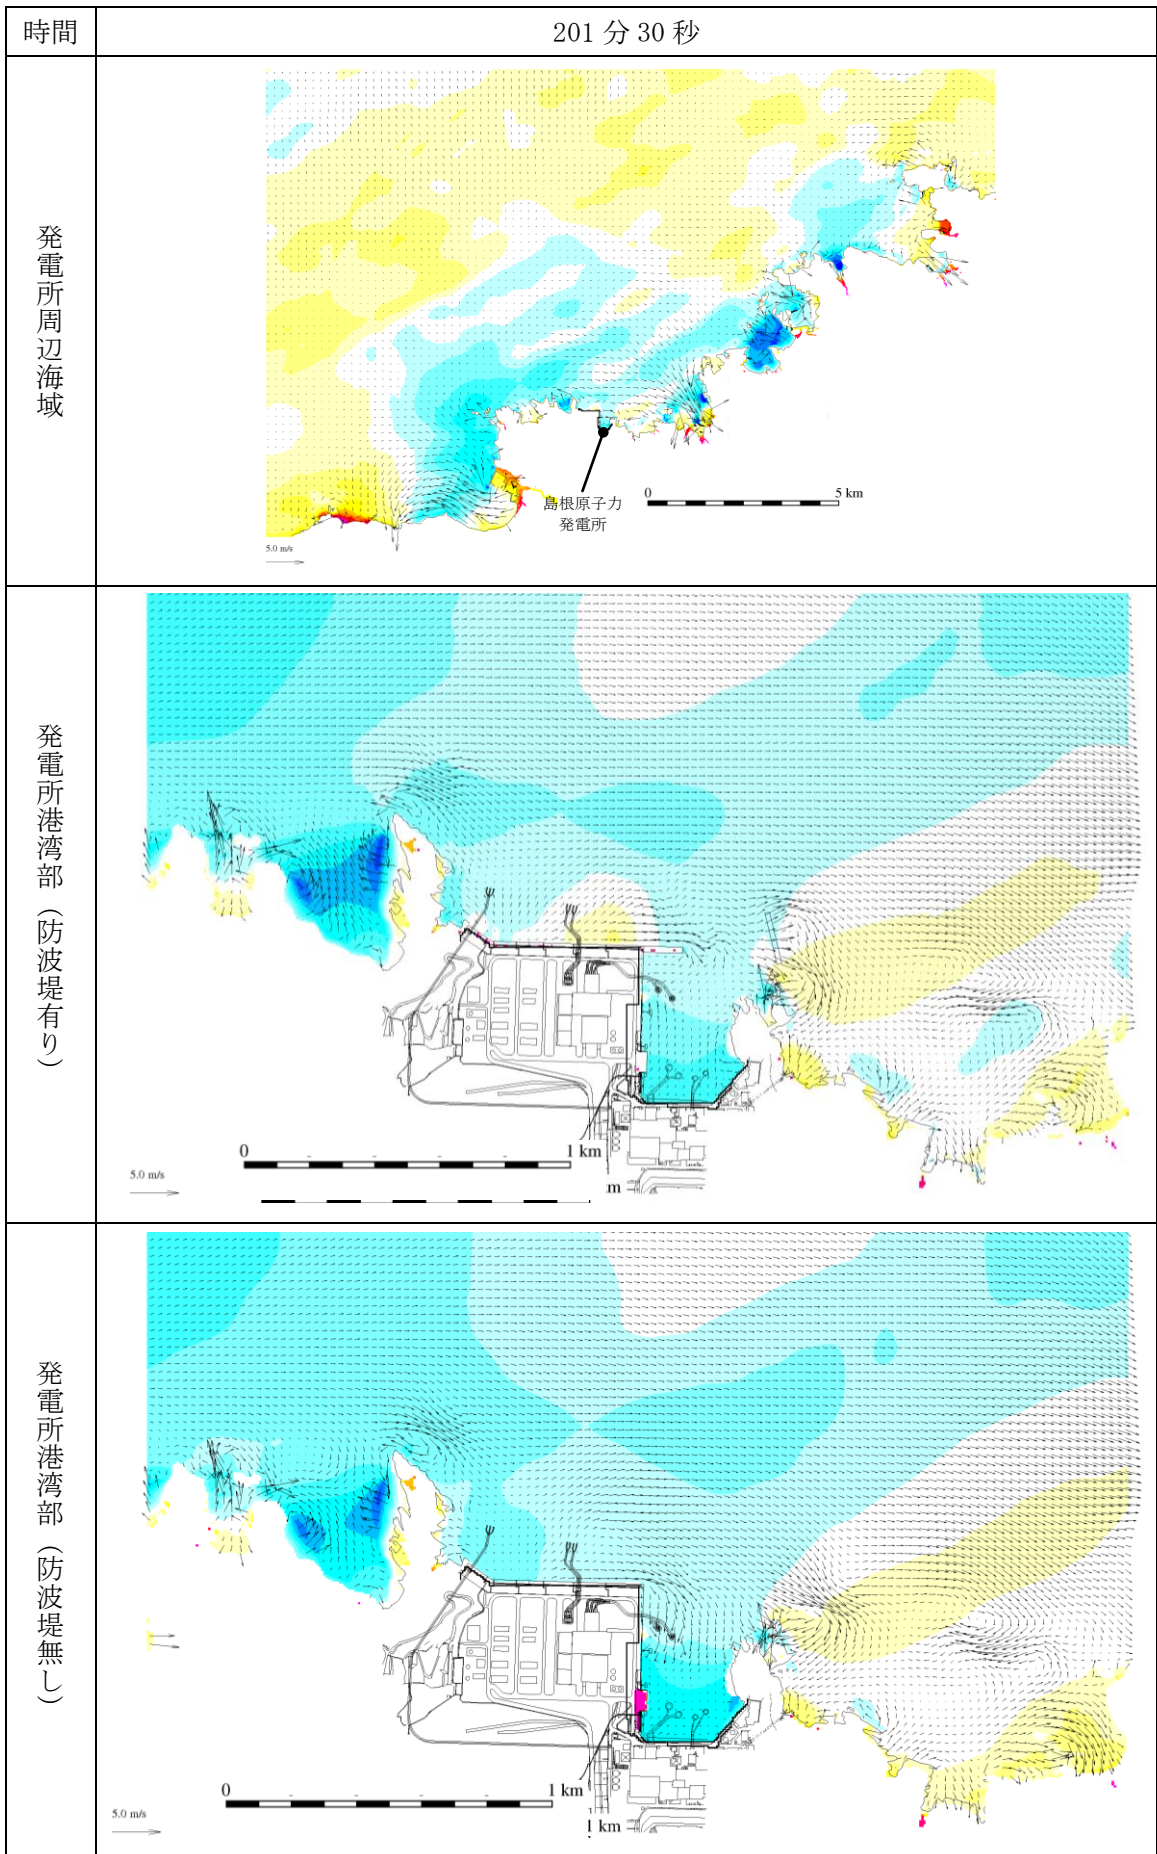 時間
201 分 30 秒
発電所周辺海域
島根原子力
発電所
0
5 km
5.0 m/s
発電所港湾部（防波堤有り）
0
1 km
5.0 m/s
m
発電所港湾部（防波堤無し）
0
1 km
5.0 m/s
1 km